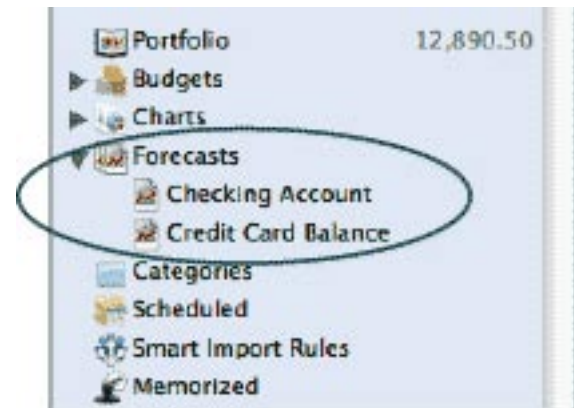 Portfolio 12,890.50
Budgets
Charts
Forecasts
Checking Account
Credit Card Balance
Categories
Scheduled
Smart Import Rules
Memorized